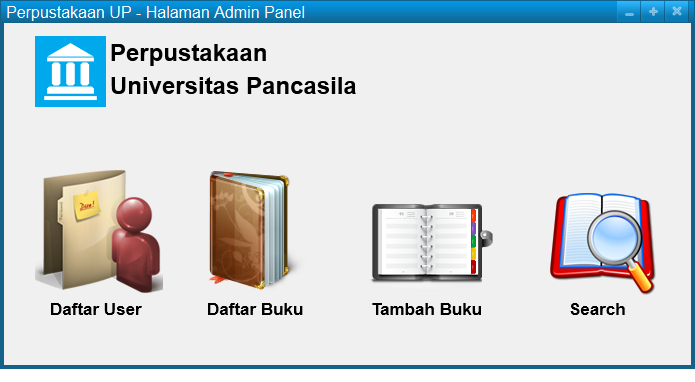 Perpustakaan UP - Halaman Admin Panel
Perpustakaan
Universitas Pancasila
Daftar User
Daftar Buku
Tambah Buku
Search